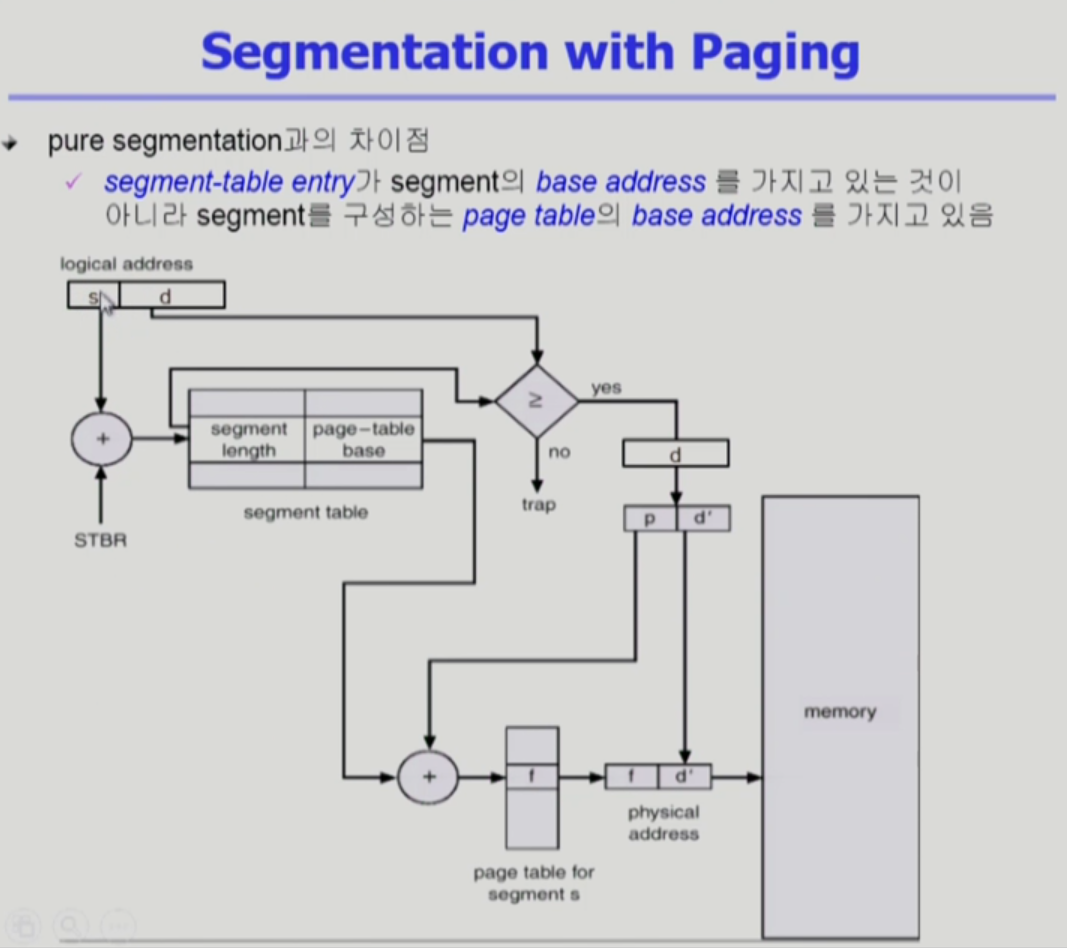 Segmentation with Paging
pure segmentation과의 차이점
segment-table entry가 segment의 base address 를 가지고 있는 것이
아니라 segment를 구성하는 page table의 base address 를 가지고 있음
logical address
s d
≥
yes
+
segment length
page-table base
no
d
segment table
trap
p d'
STBR
memory
+
f
f d'
physical
address
page table for
segment s